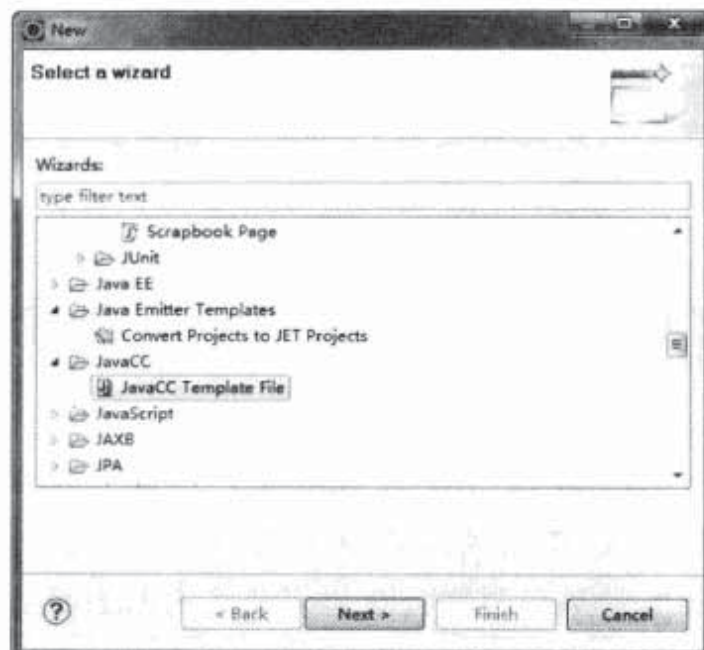 New
Select a wizard
Wizards:
type filter text
Scrapbook Page
JUnit
Java EE
Java Emitter Templates
Convert Projects to JET Projects
JavaCC
JavaCC Template File
JavaScript
JAXB
JPA
?
< Back Next > Finish Cancel